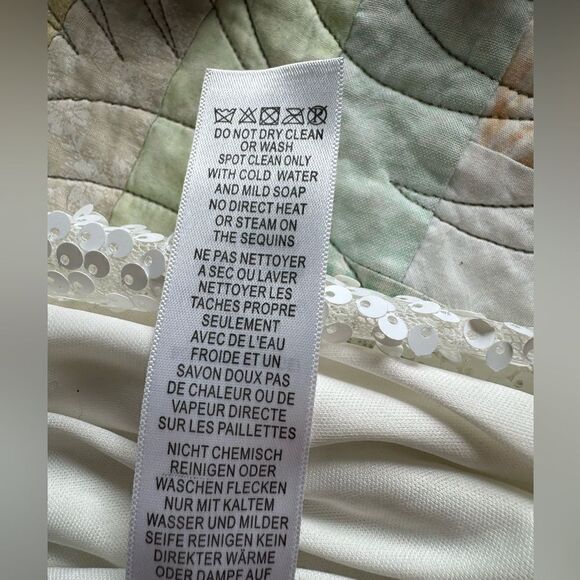 DO NOT DRY CLEAN
OR WASH
SPOT CLEAN ONLY
WITH COLD WATER
AND MILD SOAP
NO DIRECT HEAT
OR STEAM ON
THE SEQUINS
NE PAS NETTOYER
A SEC OU LAVER
NETTOYER LES
TACHES PROPRE
SEULEMENT
AVEC DE L'EAU
FROIDE ET UN
SAVON DOUX PAS
DE CHALEUR OU DE
VAPEUR DIRECTE
SUR LES PAILLETTES
NICHT CHEMISCH
REINIGEN ODER
WASCHEN FLECKEN
NUR MIT KALTEM
WASSER UND MILDER
SEIFE REINIGEN KEIN
DIREKTER WÄRME
ODER DAMPF AUF